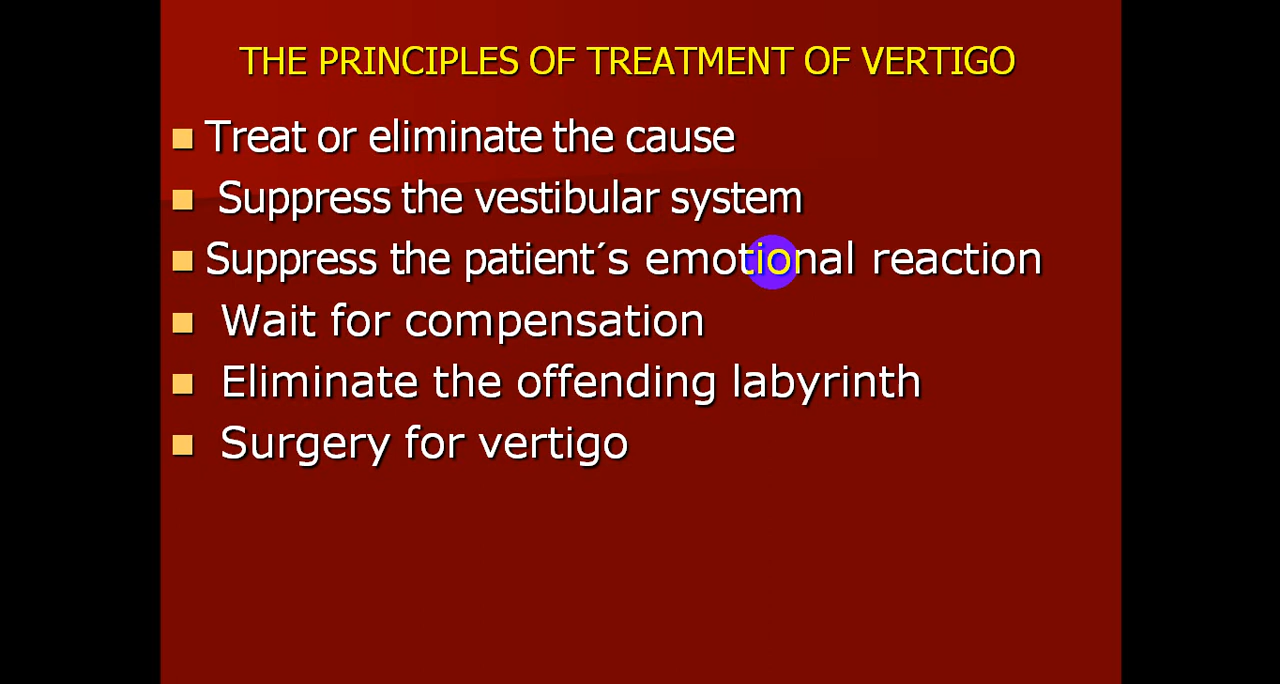 THE PRINCIPLES OF TREATMENT OF VERTIGO
Treat or eliminate the cause
Suppress the vestibular system
Suppress the patient´s emotional reaction
Wait for compensation
Eliminate the offending labyrinth
Surgery for vertigo